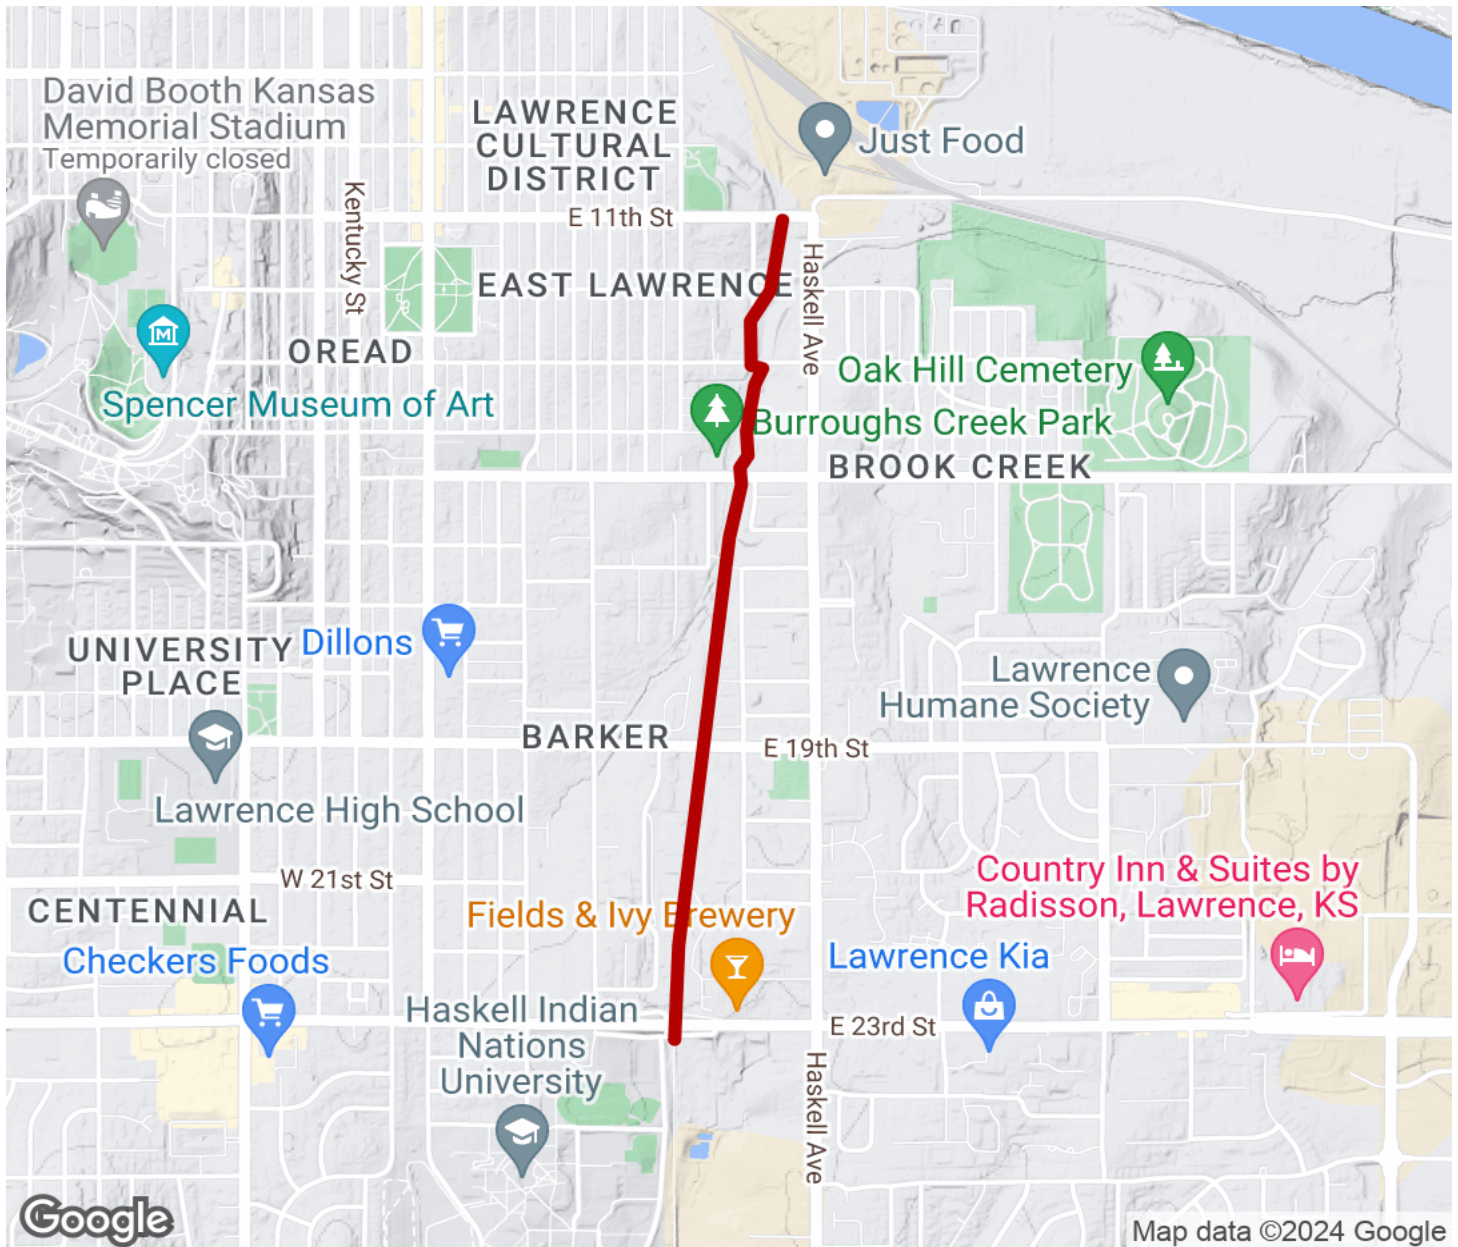 David Booth Kansas
Memorial Stadium
Temporarily closed
LAWRENCE
CULTURAL
DISTRICT
Just Food
Kentucky St
E 11th St
EAST LAWRENCE
Haskell Ave
OREAD
Oak Hill Cemetery
Spencer Museum of Art
Burroughs Creek Park
BROOK CREEK
UNIVERSITY
PLACE
Dillons
Lawrence
Humane Society
BARKER
E 19th St
Lawrence High School
W 21st St
Country Inn & Suites by
Radisson, Lawrence, KS
CENTENNIAL
Fields & Ivy Brewery
Checkers Foods
Lawrence Kia
Haskell Indian
Nations
University
E 23rd St
Haskell Ave
Google
Map data ©2024 Google